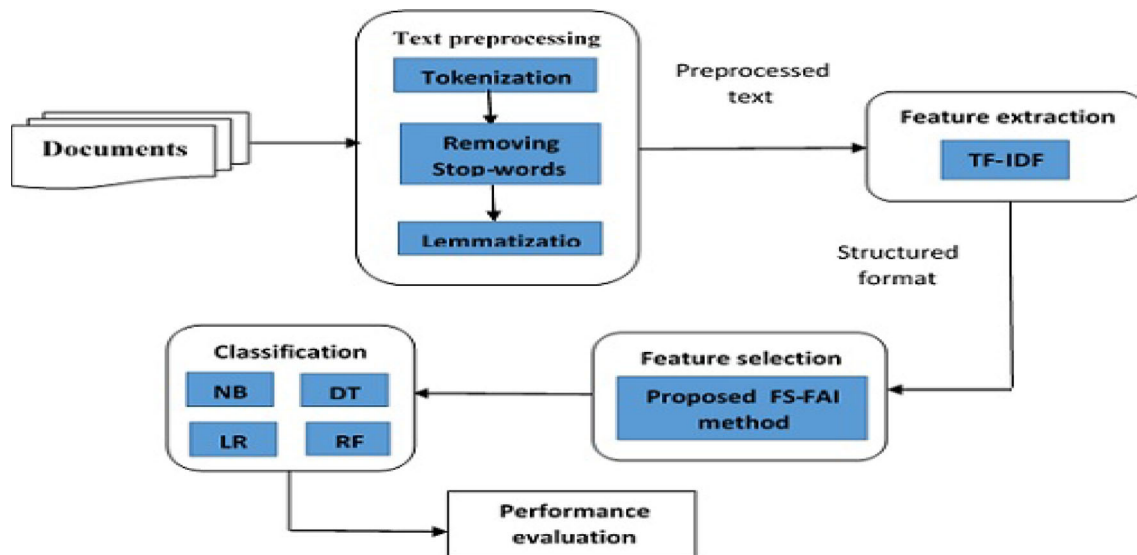 Text preprocessing
Tokenization
Removing
Stop-words
Lemmatizatio
Documents
Preprocessed
text
Feature extraction
TF-IDF
Structured
format
Feature selection
Proposed FS-FAI
method
Classification
NB
DT
LR
RF
Performance
evaluation